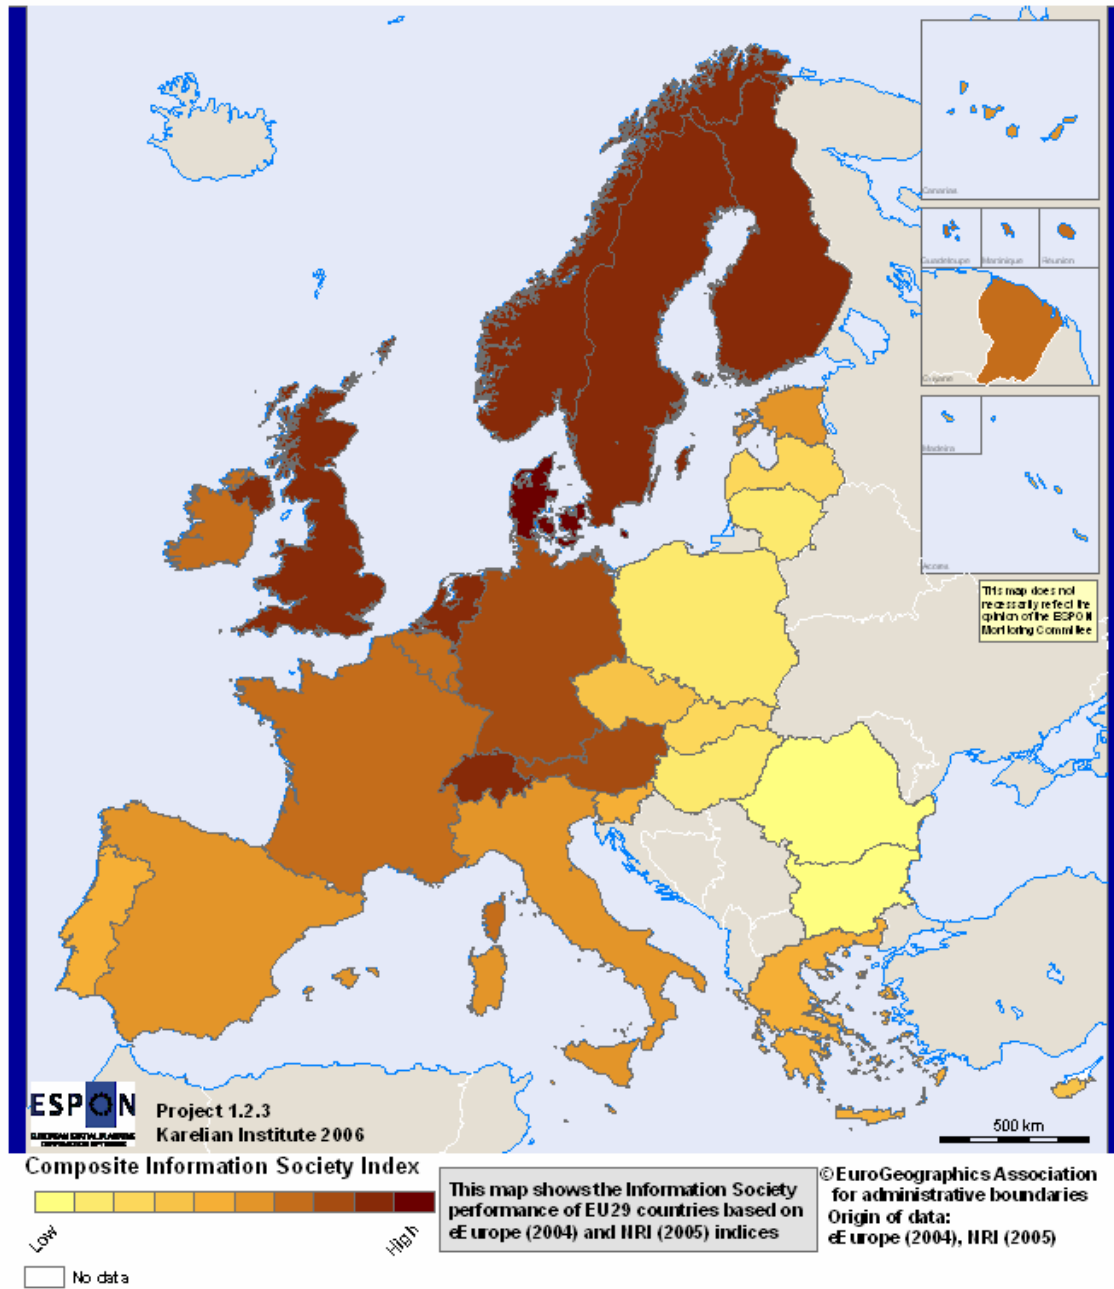 Canarias
Guadeloupe
Martinique
Reunion
Guyane
Madeira
Acores
This map does not
necessarily reflect the
opinion of the ESPON
Monitoring Committee
ESPON
Project 1.2.3
Karelian Institute 2006
500 km
Composite Information Society Index
Low
High
No data
This map shows the Information Society
performance of EU29 countries based on
eEurope (2004) and NRI (2005) indices
© EuroGeographics Association
for administrative boundaries
Origin of data:
eEurope (2004), NRI (2005)